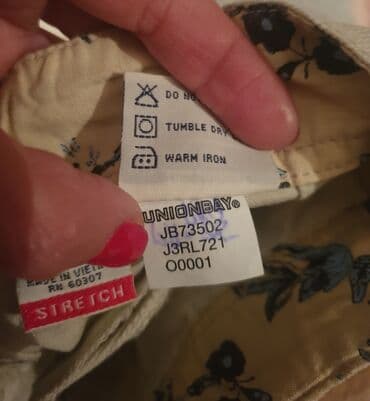 DO NO
TUMBLE DRY
WARM IRON
UNIONBAY®
JB73502
J3RL721
O0001
MADE IN VIET
RN 60307
STRETCH